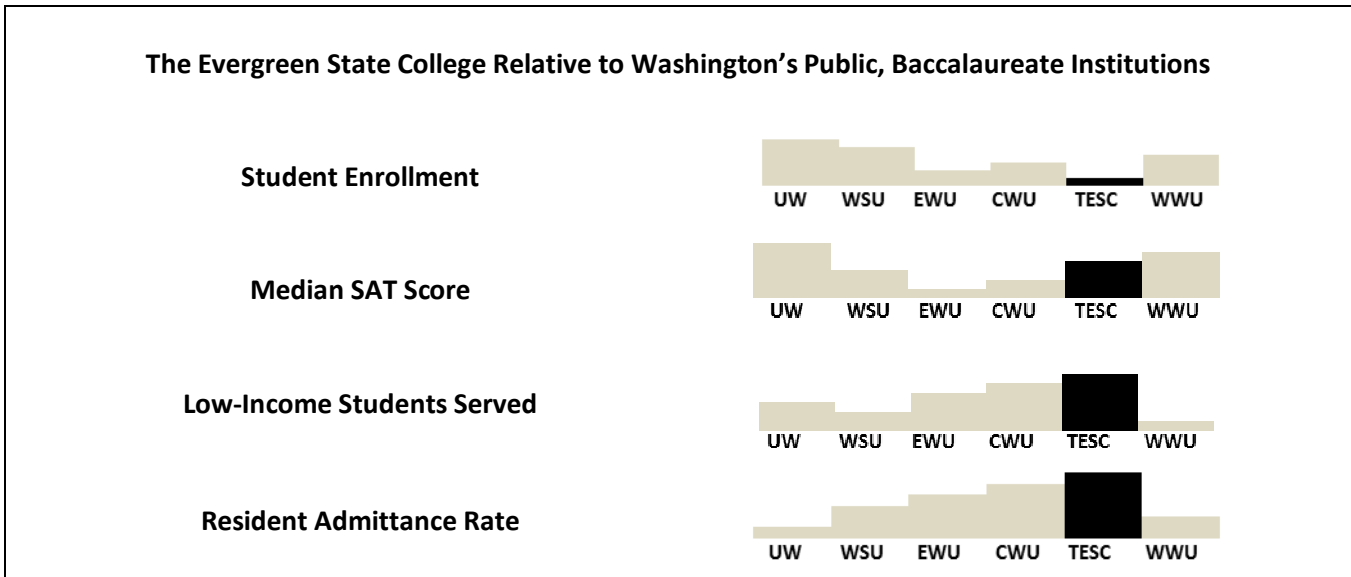 The Evergreen State College Relative to Washington’s Public, Baccalaureate Institutions
Student Enrollment
UW WSU EWU CWU TESC WWU
Median SAT Score
UW WSU EWU CWU TESC WWU
Low-Income Students Served
UW WSU EWU CWU TESC WWU
Resident Admittance Rate
UW WSU EWU CWU TESC WWU